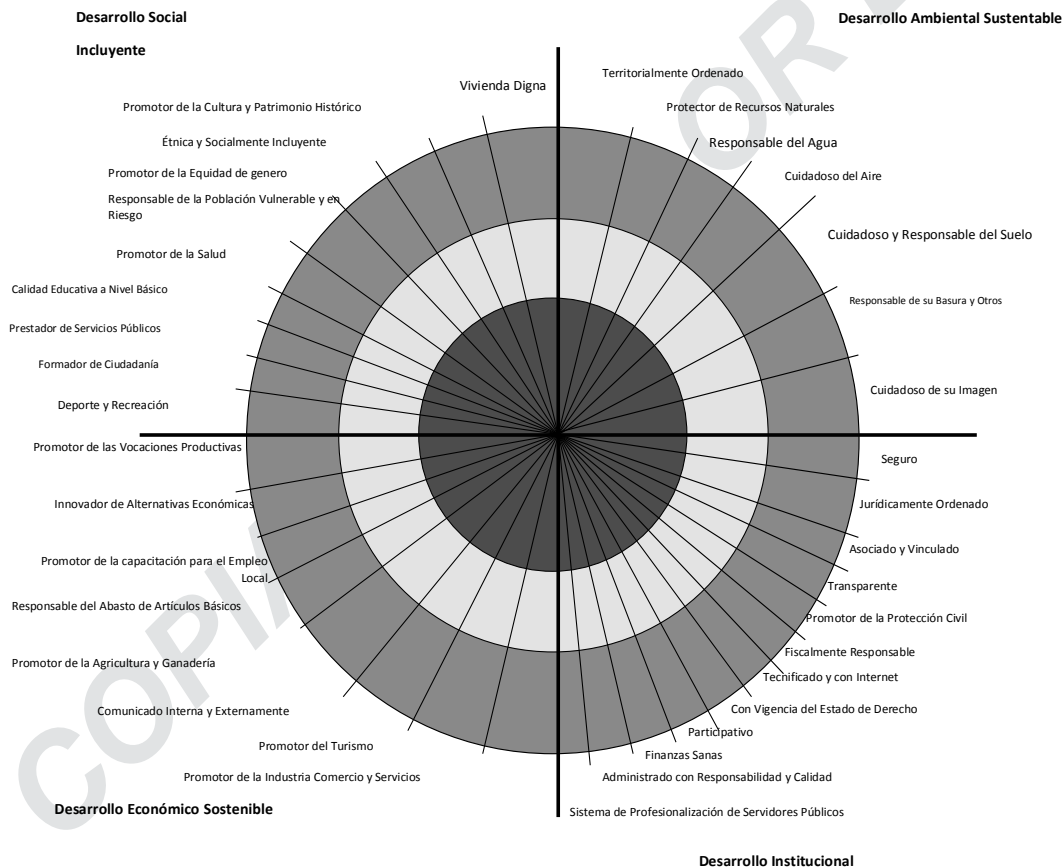 Desarrollo Social
Incluyente
Desarrollo Ambiental Sustentable
Vivienda Digna
Promotor de la Cultura y Patrimonio Histórico
Étnica y Socialmente Incluyente
Promotor de la Equidad de genero
Responsable de la Población Vulnerable y en
Riesgo
Promotor de la Salud
Calidad Educativa a Nivel Básico
Prestador de Servicios Públicos
Formador de Ciudadanía
Deporte y Recreación
Territorialmente Ordenado
Protector de Recursos Naturales
Responsable del Agua
Cuidadoso del Aire
Cuidadoso y Responsable del Suelo
Responsable de su Basura y Otros
Cuidadoso de su Imagen
Promotor de las Vocaciones Productivas
Innovador de Alternativas Económicas
Promotor de la capacitación para el Empleo
Local
Responsable del Abasto de Artículos Básicos
Promotor de la Agricultura y Ganadería
Comunicado Interna y Externamente
Promotor del Turismo
Promotor de la Industria Comercio y Servicios
Desarrollo Económico Sostenible
Seguro
Jurídicamente Ordenado
Asociado y Vinculado
Transparente
Promotor de la Protección Civil
Fiscalmente Responsable
Tecnificado y con Internet
Con Vigencia del Estado de Derecho
Participativo
Finanzas Sanas
Administrado con Responsabilidad y Calidad
Sistema de Profesionalización de Servidores Públicos
Desarrollo Institucional
COPIA
OR